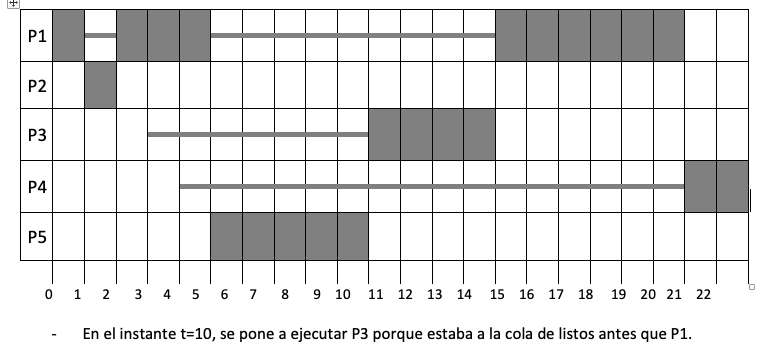 P1
P2
P3
P4
P5
0 1 2 3 4 5 6 7 8 9 10 11 12 13 14 15 16 17 18 19 20 21 22
- En el instante t=10, se pone a ejecutar P3 porque estaba a la cola de listos antes que P1.